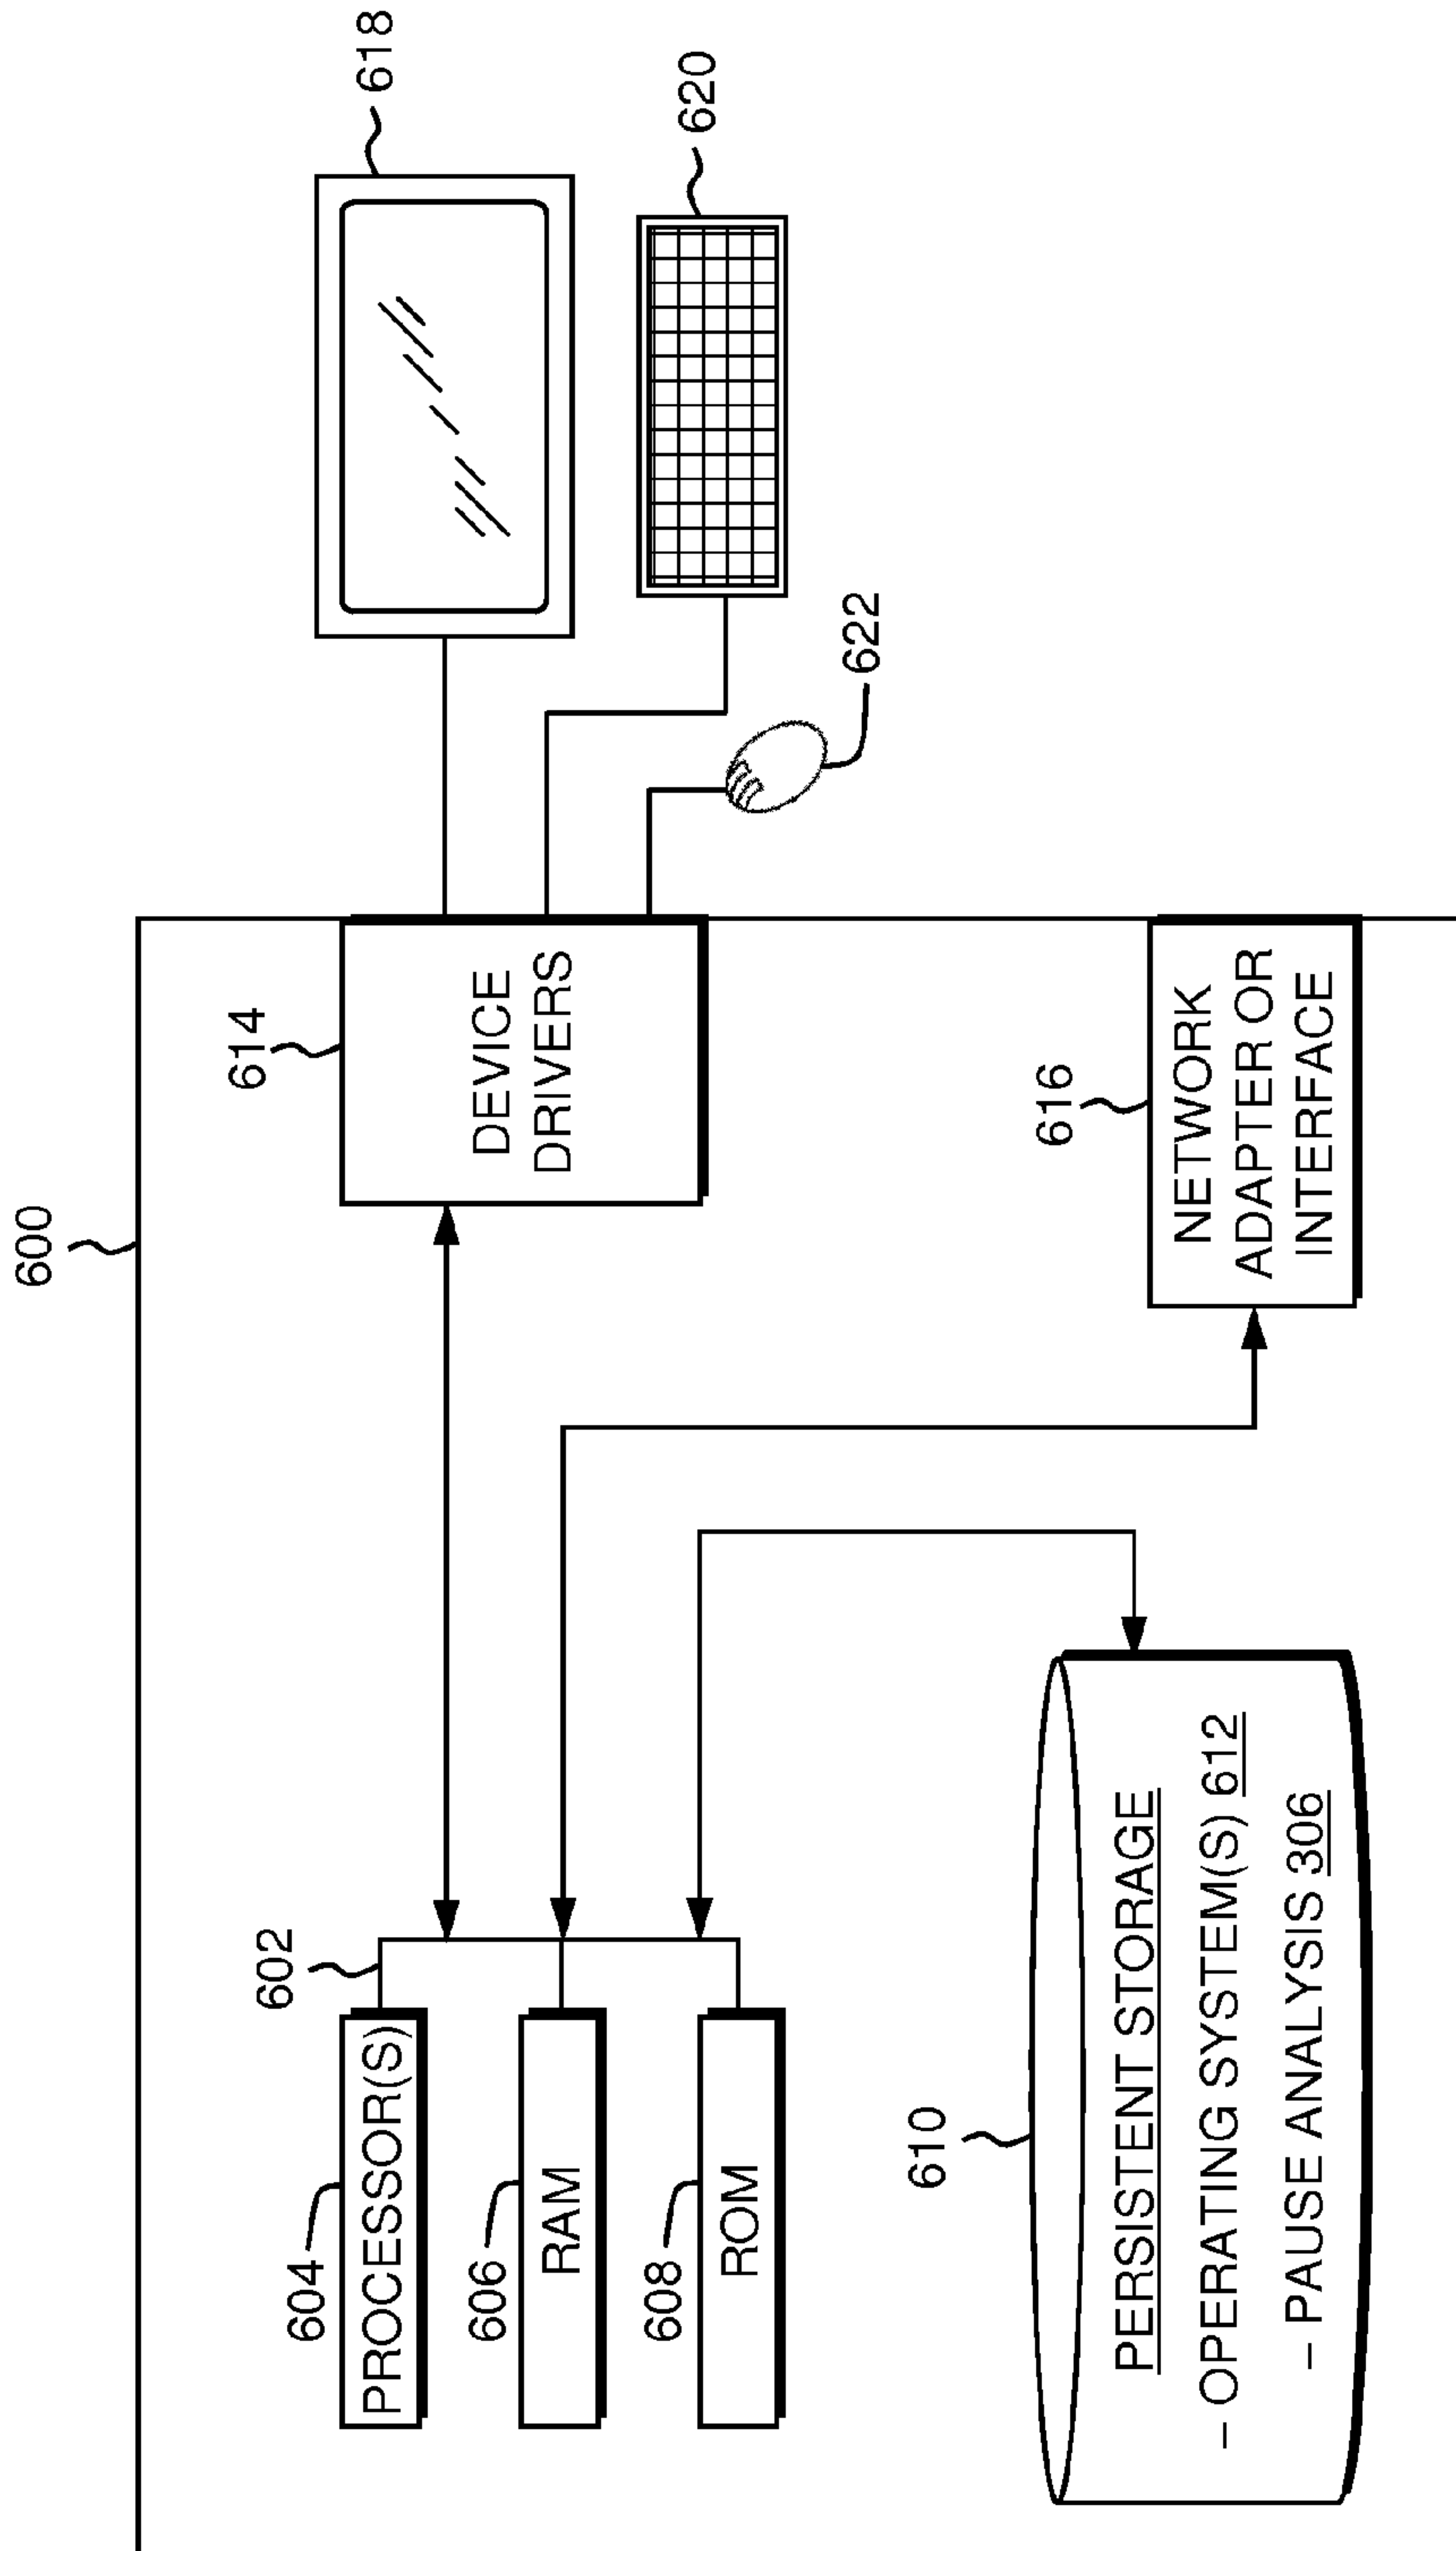 600
602
604
PROCESSOR(S)
606
RAM
608
ROM
614
DEVICE
DRIVERS
618
620
622
610
PERSISTENT STORAGE
– OPERATING SYSTEM(S) 612
– PAUSE ANALYSIS 306
616
NETWORK
ADAPTER OR
INTERFACE